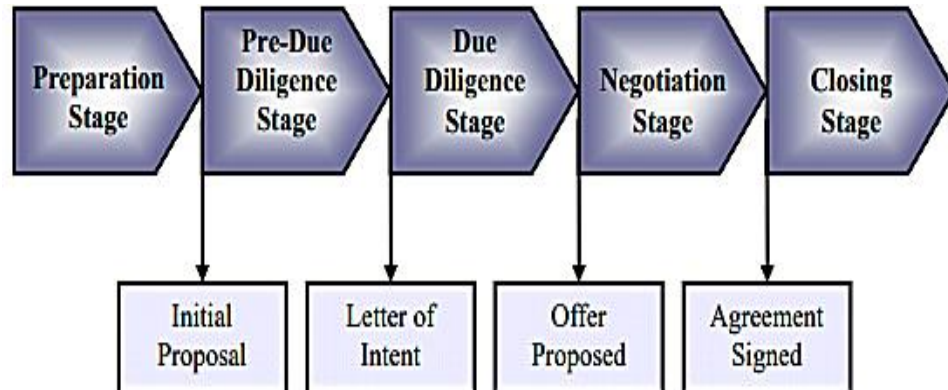 Preparation
Stage
Pre-Due
Diligence
Stage
Due
Diligence
Stage
Negotiation
Stage
Closing
Stage
Initial
Proposal
Letter of
Intent
Offer
Proposed
Agreement
Signed